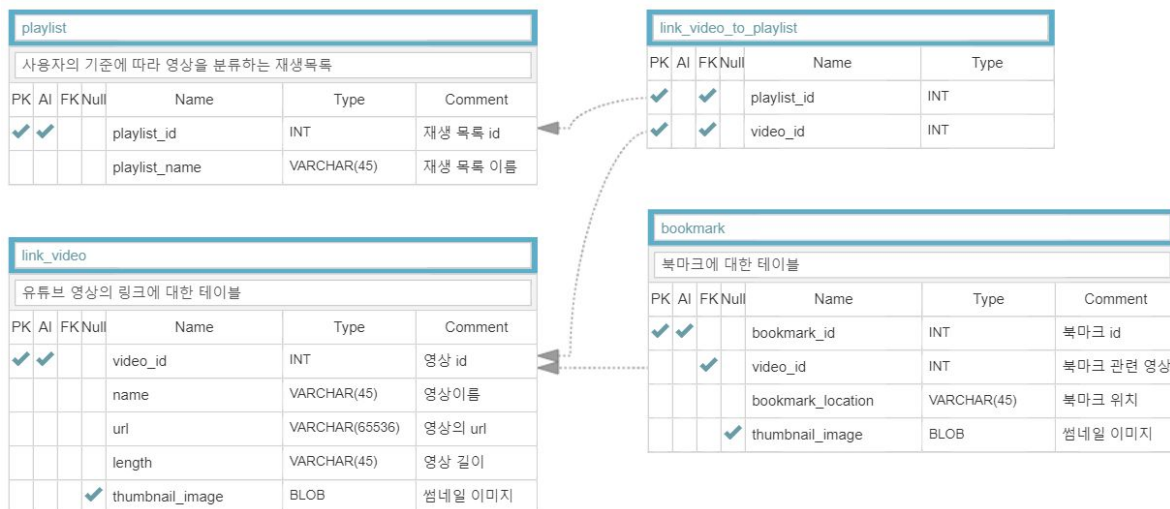 playlist
사용자의 기준에 따라 영상을 분류하는 재생목록
PK AI FK Null Name Type Comment
playlist_id INT 재생 목록 id
playlist_name VARCHAR(45) 재생 목록 이름
link_video_to_playlist
PK AI FK Null Name Type
playlist_id INT
video_id INT
link_video
유튜브 영상의 링크에 대한 테이블
PK AI FK Null Name Type Comment
video_id INT 영상 id
name VARCHAR(45) 영상이름
url VARCHAR(65536) 영상의 url
length VARCHAR(45) 영상 길이
thumbnail_image BLOB 썸네일 이미지
bookmark
북마크에 대한 테이블
PK AI FK Null Name Type Comment
bookmark_id INT 북마크 id
video_id INT 북마크 관련 영상
bookmark_location VARCHAR(45) 북마크 위치
thumbnail_image BLOB 썸네일 이미지